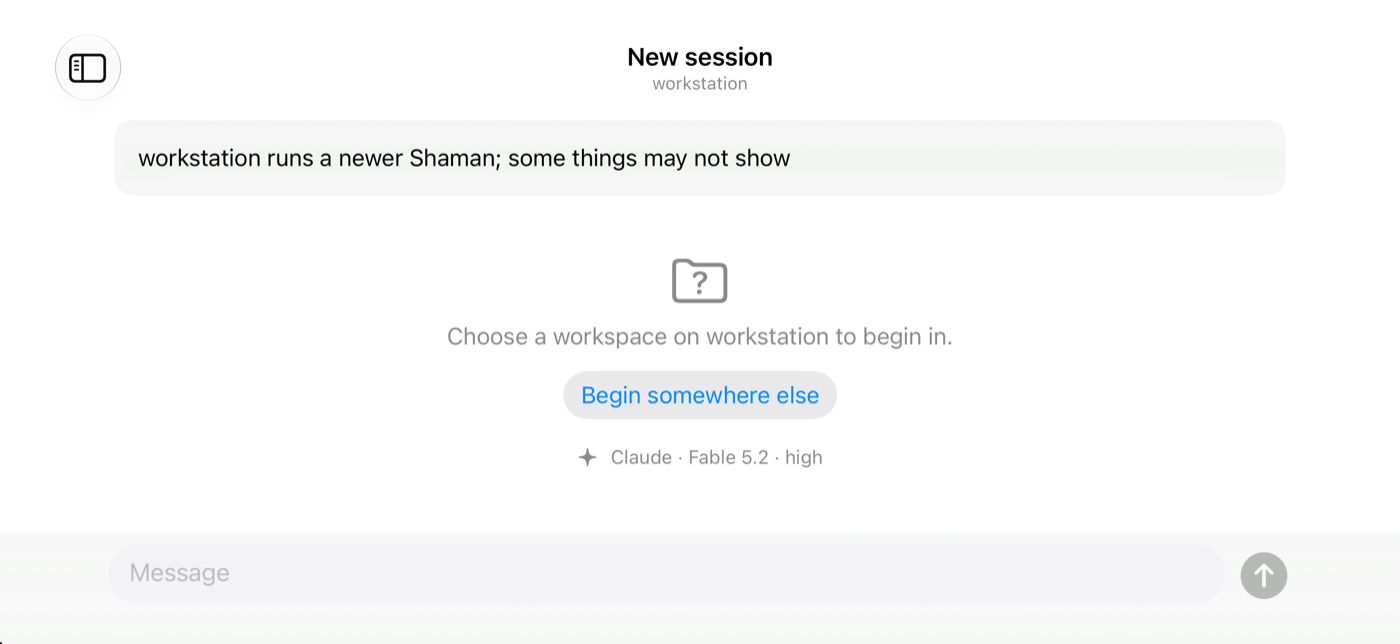 New session
workstation
workstation runs a newer Shaman; some things may not show
?
Choose a workspace on workstation to begin in.
Begin somewhere else
Claude · Fable 5.2 · high
Message